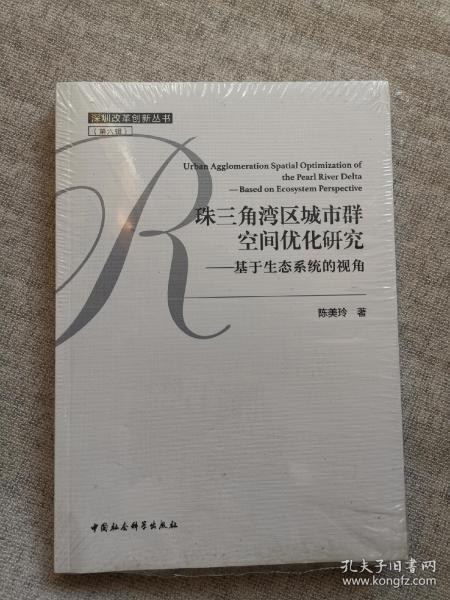 深圳改革创新丛书
（第六辑）
Urban Agglomeration Spatial Optimization of
the Pearl River Delta
—Based on Ecosystem Perspective
珠三角湾区城市群
空间优化研究
——基于生态系统的视角
陈美玲 著
中国社会科学出版社
孔夫子旧书网
www.kongfz.com